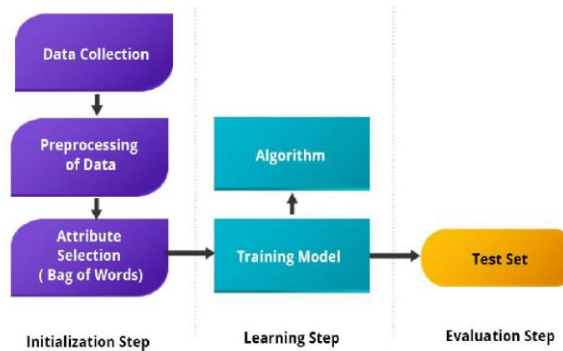 Data Collection
Preprocessing
of Data
Attribute
Selection
( Bag of Words)
Algorithm
Training Model
Test Set
Initialization Step
Learning Step
Evaluation Step